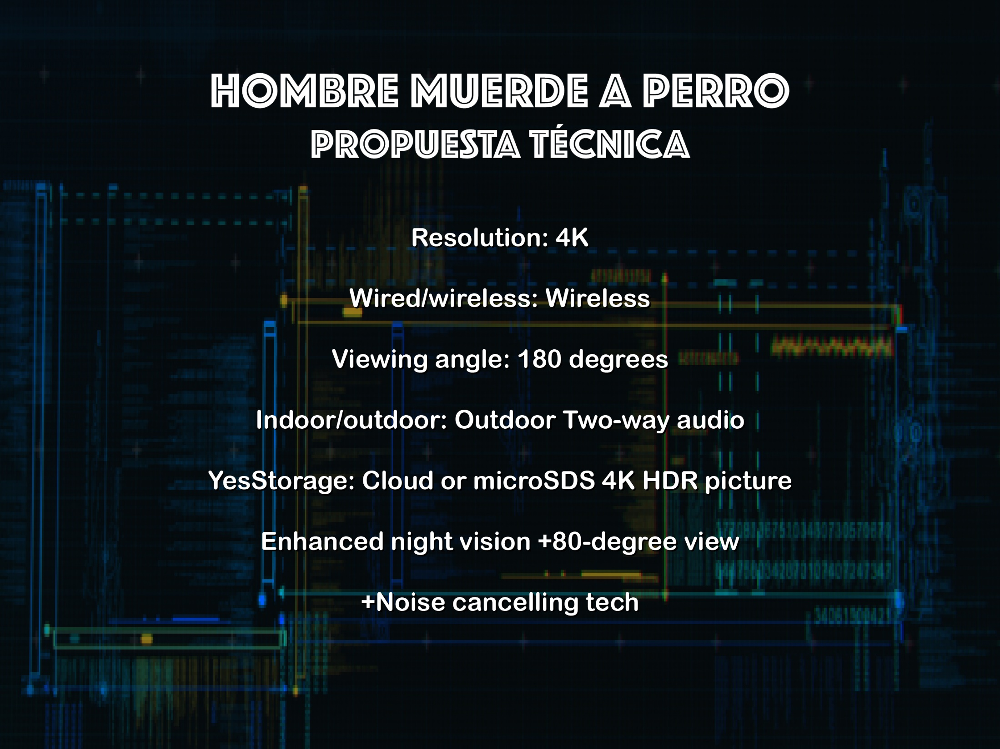 HOMBRE MUERDE A PERRO
PROPUESTA TÉCNICA
Resolution: 4K
Wired/wireless: Wireless
Viewing angle: 180 degrees
Indoor/outdoor: Outdoor Two-way audio
YesStorage: Cloud or microSDS 4K HDR picture
Enhanced night vision +80-degree view
+Noise cancelling tech